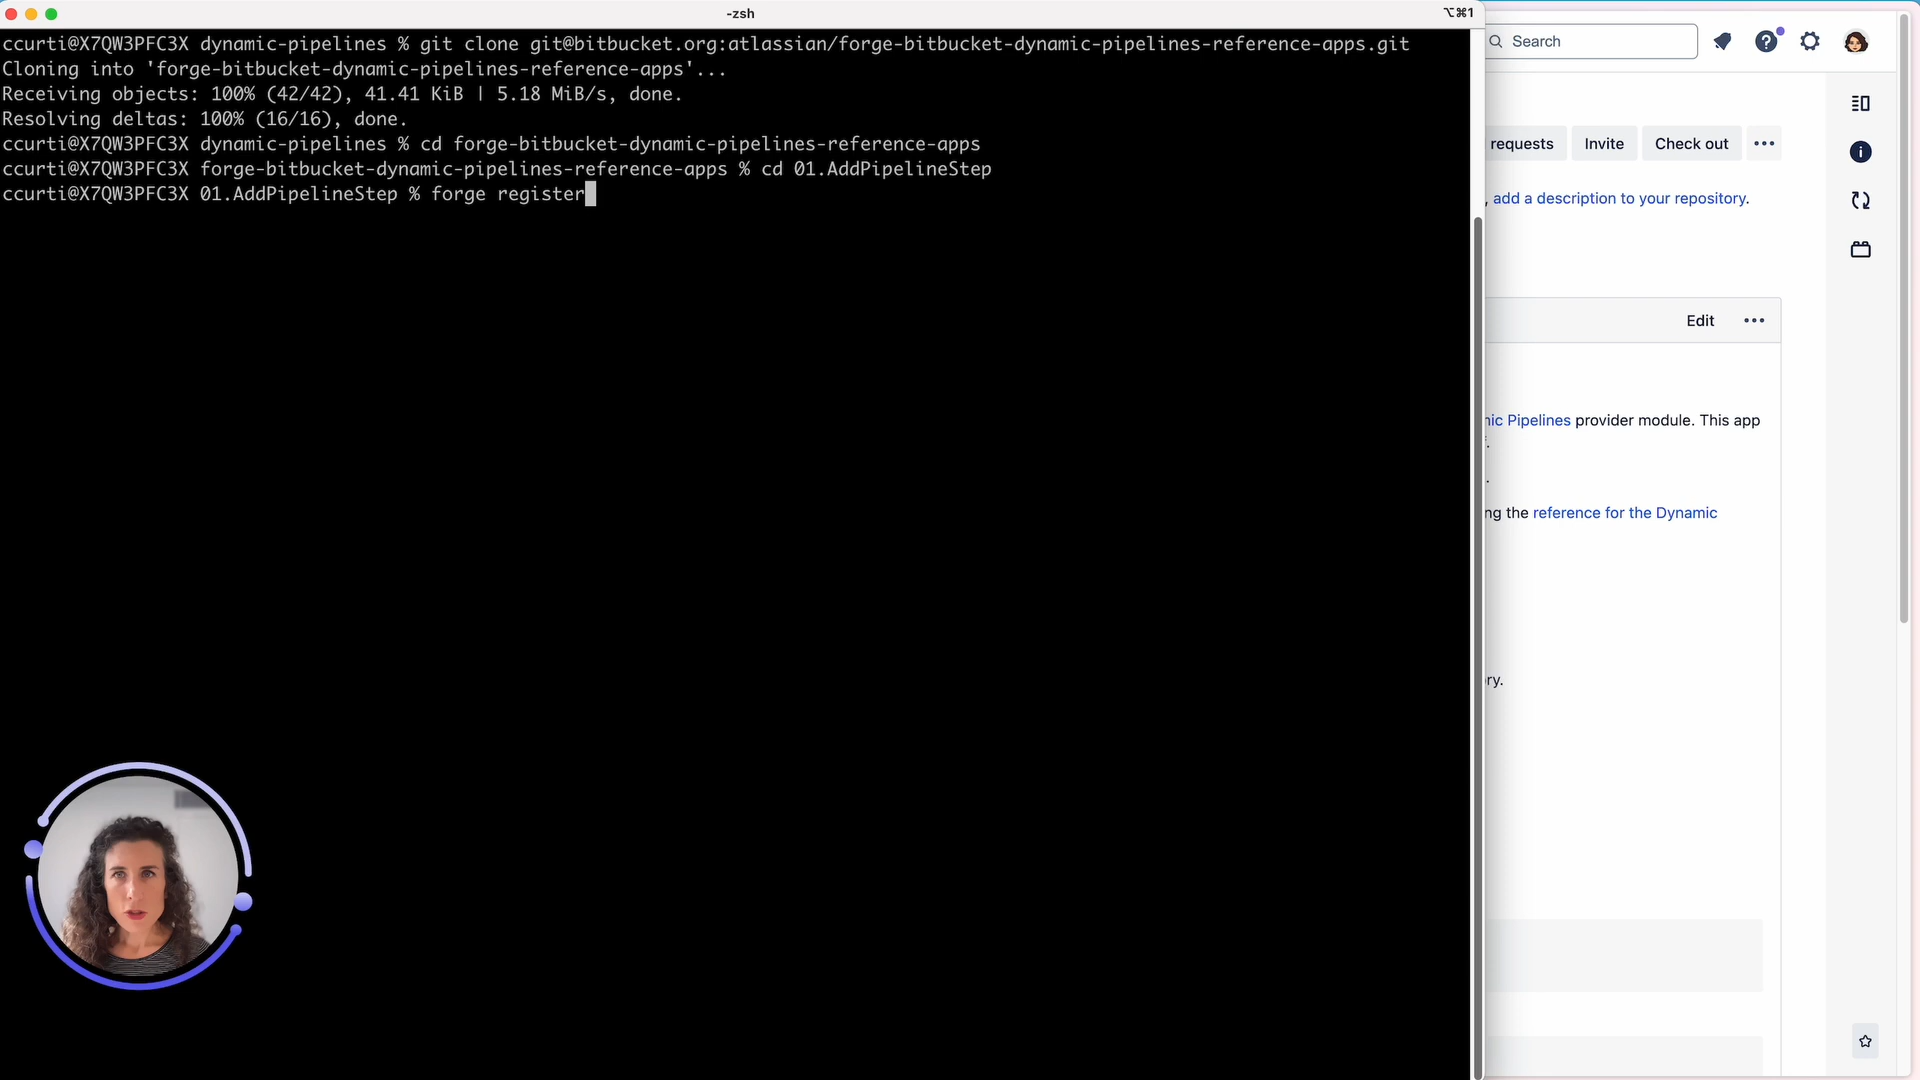 -zsh
⌥⌘1
ccurti@X7QW3PFC3X dynamic-pipelines % git clone git@bitbucket.org:atlassian/forge-bitbucket-dynamic-pipelines-reference-apps.git
Cloning into 'forge-bitbucket-dynamic-pipelines-reference-apps'...
Receiving objects: 100% (42/42), 41.41 KiB | 5.18 MiB/s, done.
Resolving deltas: 100% (16/16), done.
ccurti@X7QW3PFC3X dynamic-pipelines % cd forge-bitbucket-dynamic-pipelines-reference-apps
ccurti@X7QW3PFC3X forge-bitbucket-dynamic-pipelines-reference-apps % cd 01.AddPipelineStep
ccurti@X7QW3PFC3X 01.AddPipelineStep % forge register
Search
requests
Invite
Check out
, add a description to your repository.
Edit
nic Pipelines provider module. This app
.
ng the reference for the Dynamic
ry.